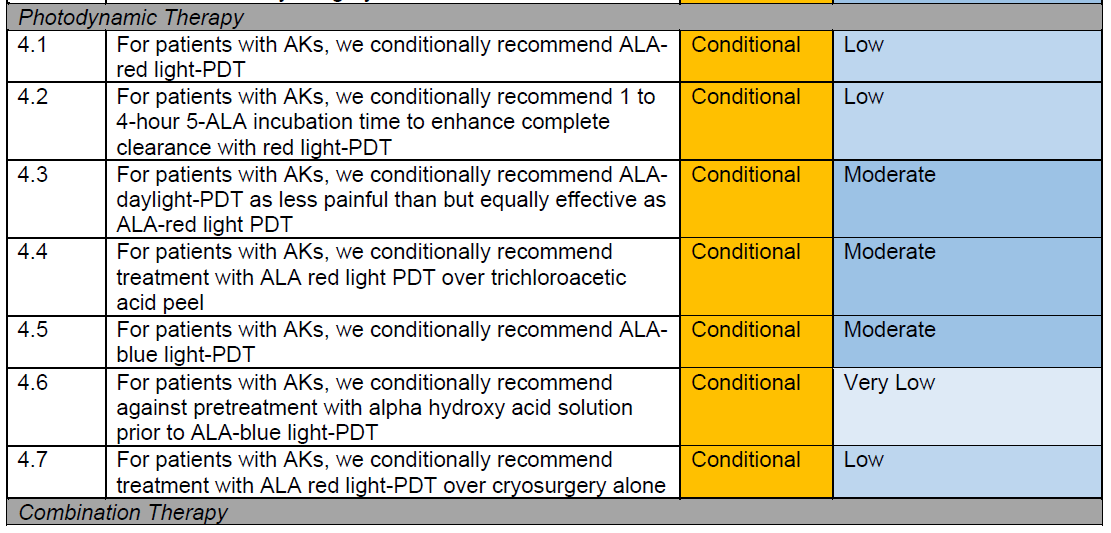 Photodynamic Therapy
4.1 For patients with AKs, we conditionally recommend ALA- Conditional Low
red light-PDT
4.2 For patients with AKs, we conditionally recommend 1 to Conditional Low
4-hour 5-ALA incubation time to enhance complete
clearance with red light-PDT
4.3 For patients with AKs, we conditionally recommend ALA- Conditional Moderate
daylight-PDT as less painful than but equally effective as
ALA-red light PDT
4.4 For patients with AKs, we conditionally recommend Conditional Moderate
treatment with ALA red light PDT over trichloroacetic
acid peel
4.5 For patients with AKs, we conditionally recommend ALA- Conditional Moderate
blue light-PDT
4.6 For patients with AKs, we conditionally recommend Conditional Very Low
against pretreatment with alpha hydroxy acid solution
prior to ALA-blue light-PDT
4.7 For patients with AKs, we conditionally recommend Conditional Low
treatment with ALA red light-PDT over cryosurgery alone
Combination Therapy